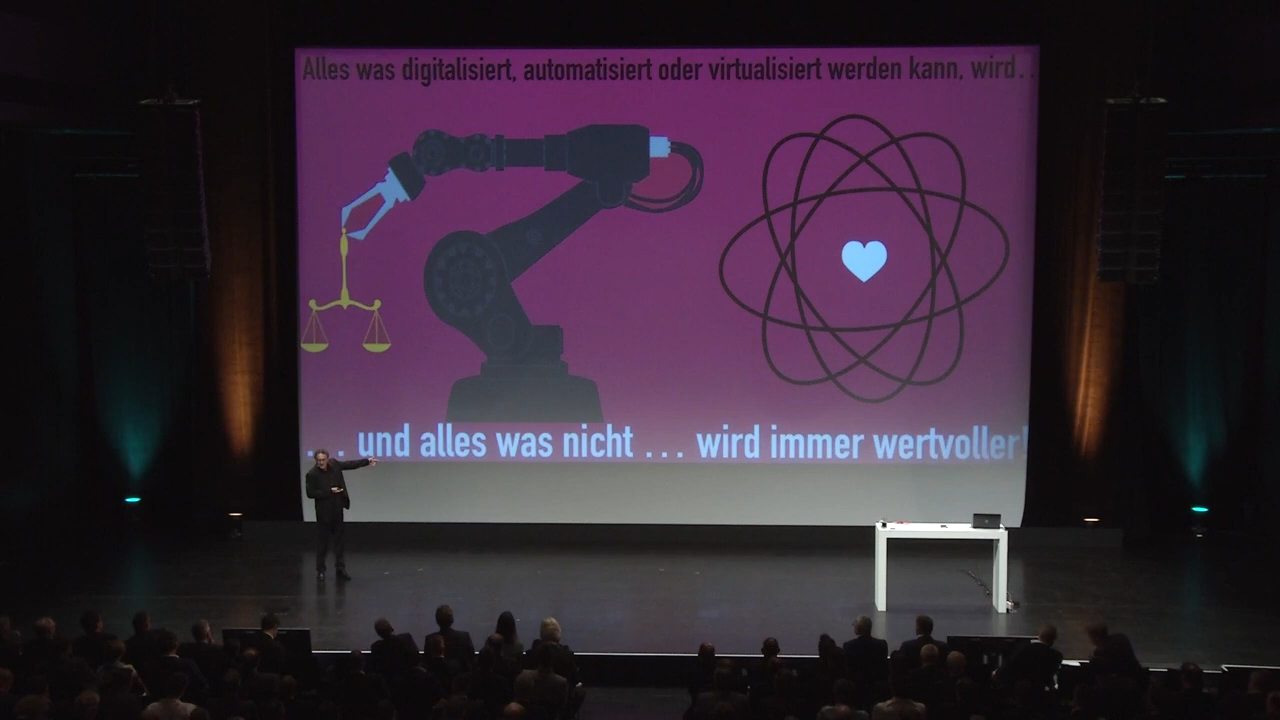 Alles was digitalisiert, automatisiert oder virtualisiert werden kann, wird...
... und alles was nicht ... wird immer wertvoller!